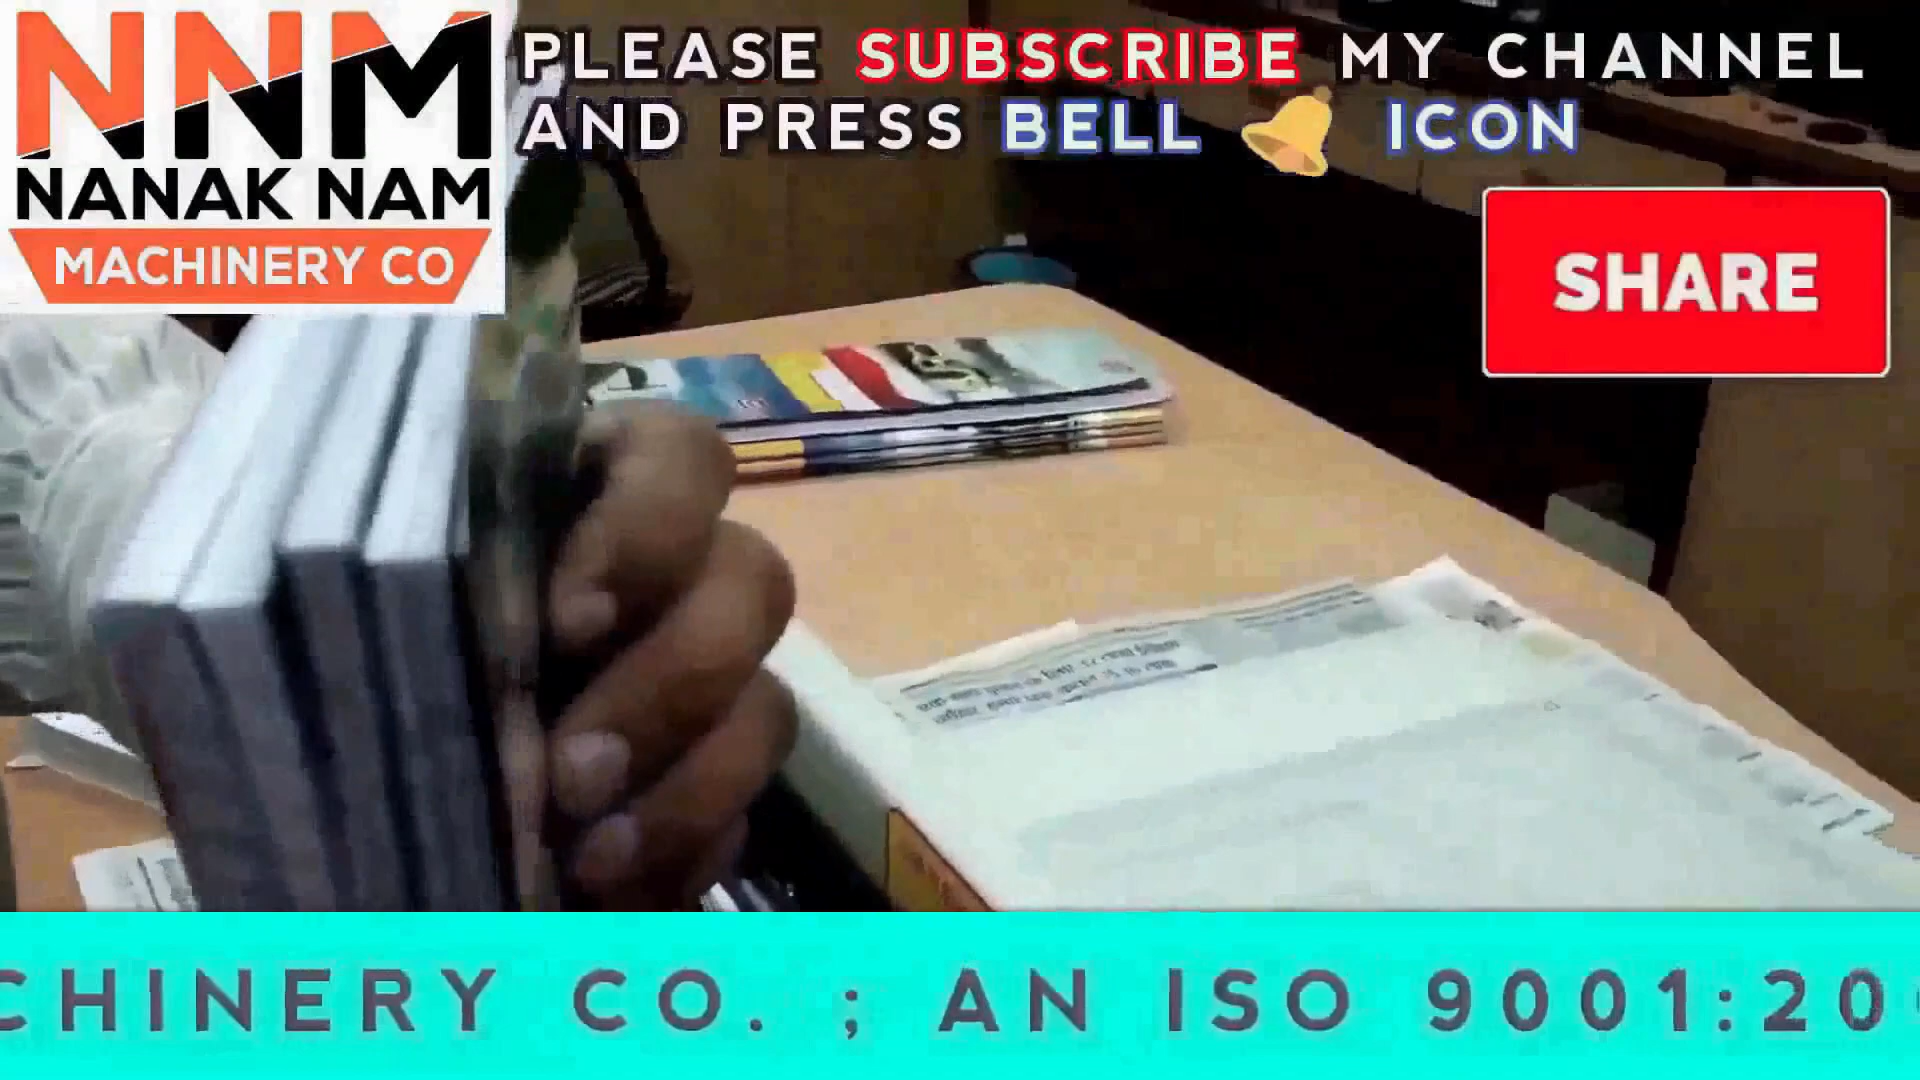 NNM
NANAK NAM
MACHINERY CO
PLEASE SUBSCRIBE MY CHANNEL
AND PRESS BELL 🔔 ICON
SHARE
CHINERY CO. ; AN ISO 9001:20